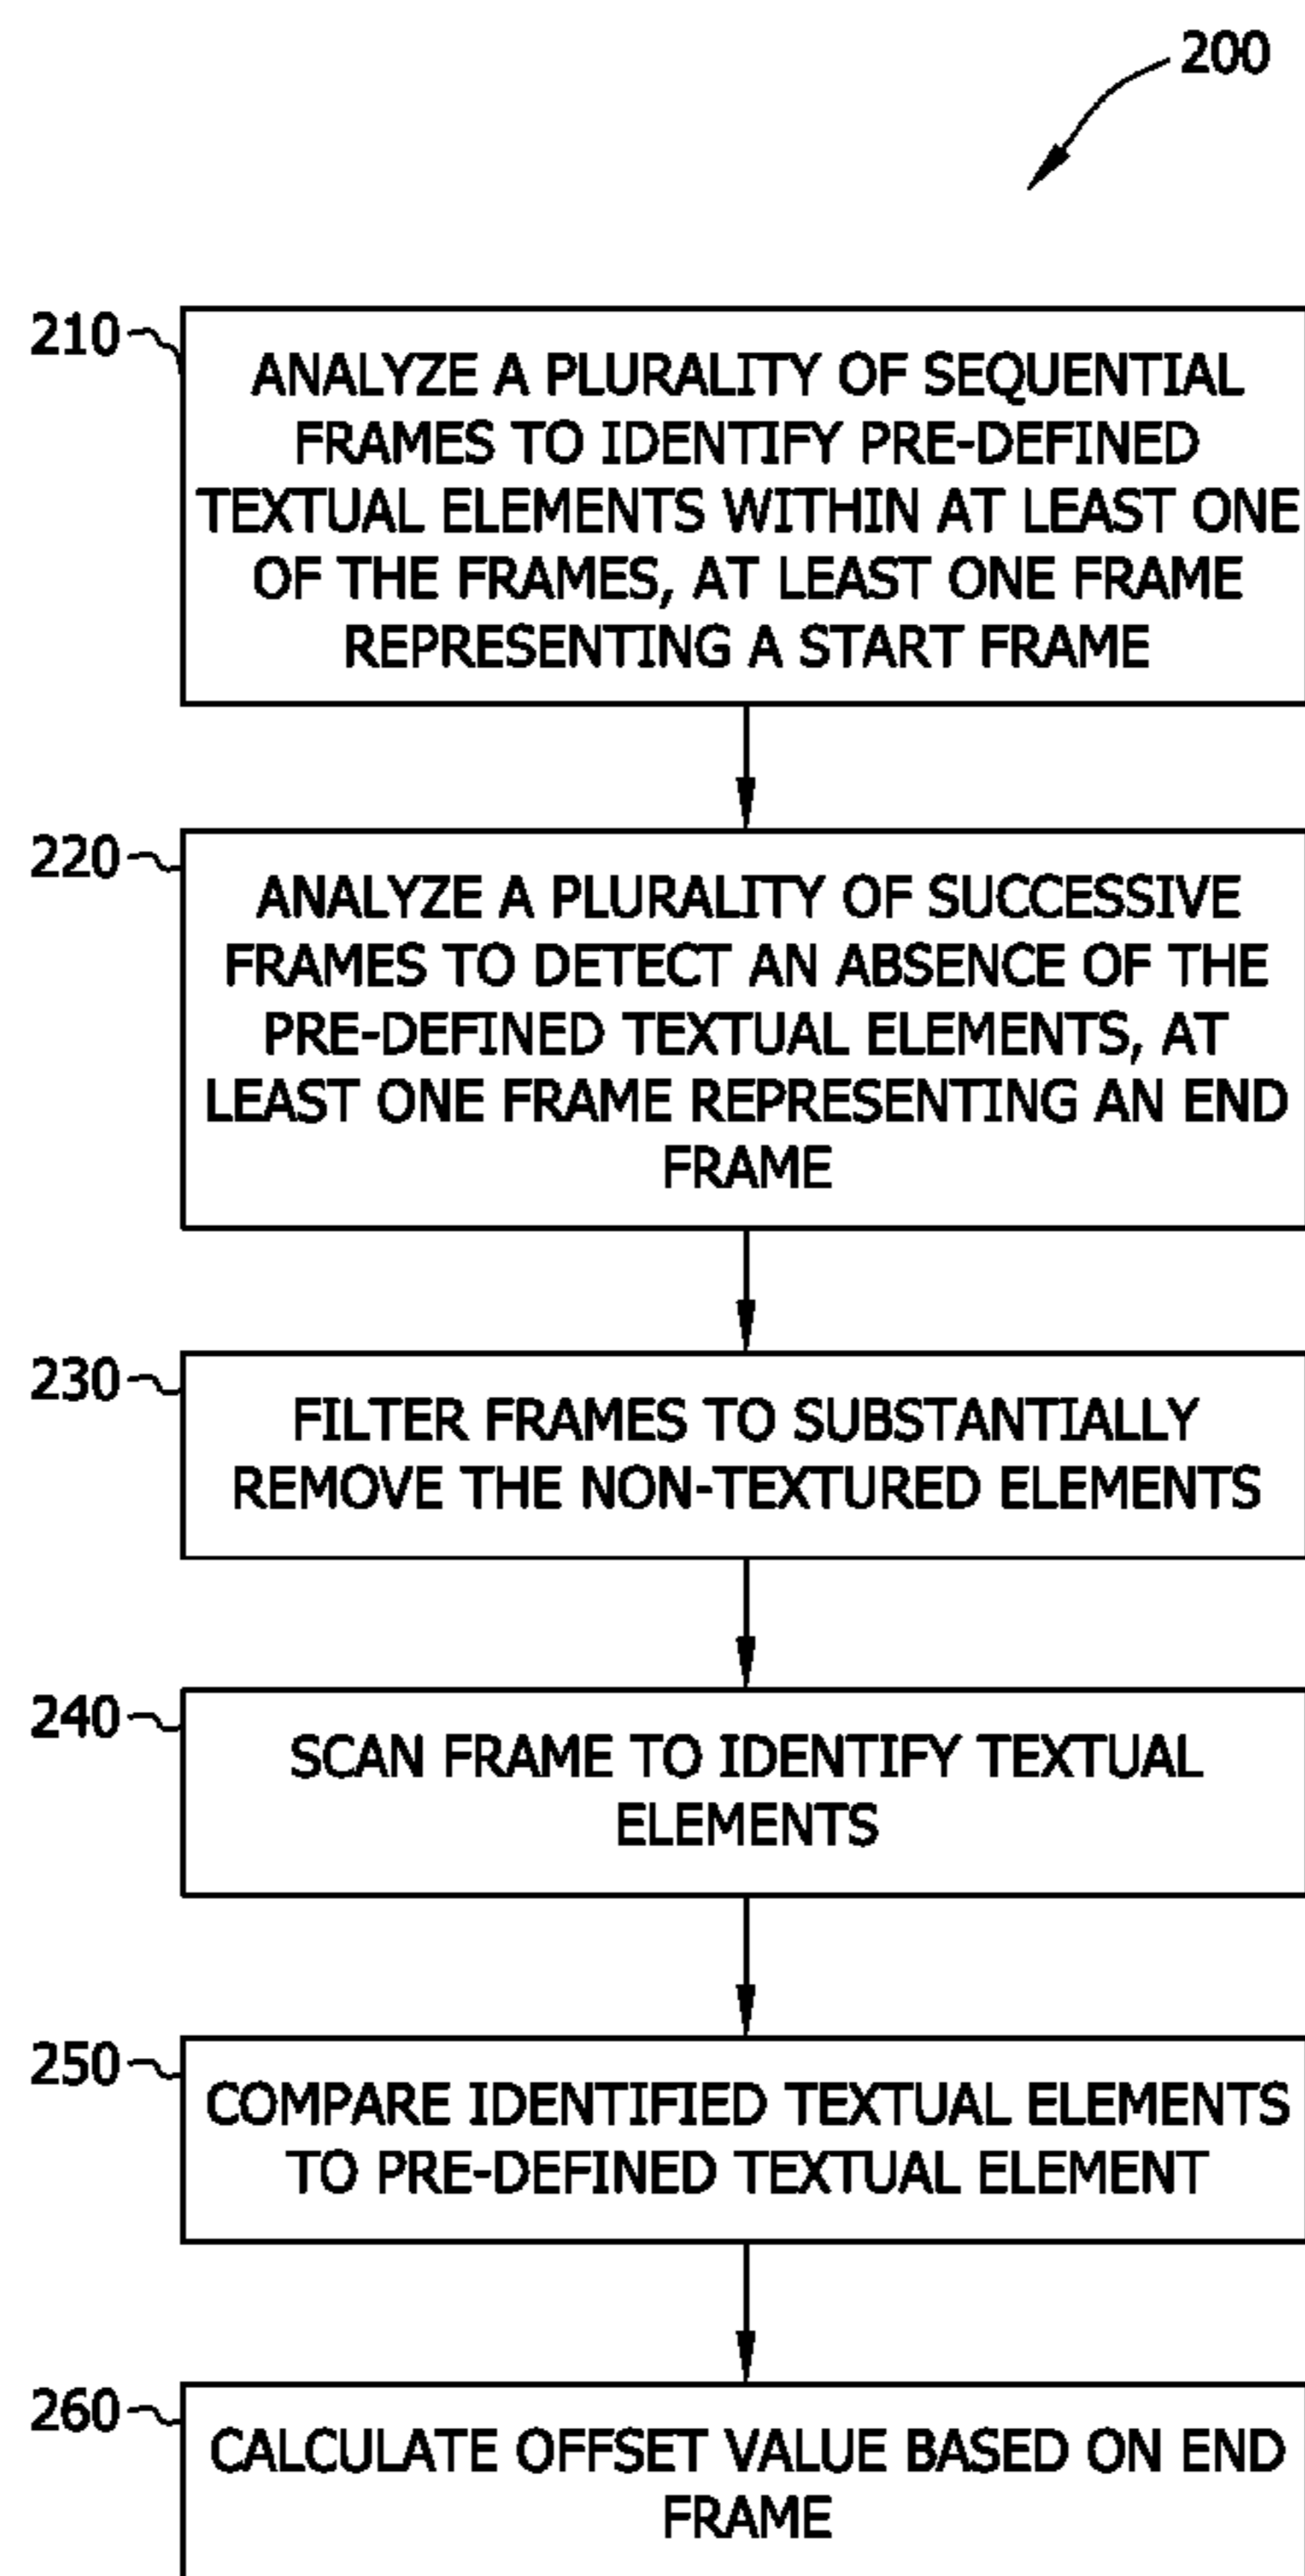 200
210
ANALYZE A PLURALITY OF SEQUENTIAL
FRAMES TO IDENTIFY PRE-DEFINED
TEXTUAL ELEMENTS WITHIN AT LEAST ONE
OF THE FRAMES, AT LEAST ONE FRAME
REPRESENTING A START FRAME
220
ANALYZE A PLURALITY OF SUCCESSIVE
FRAMES TO DETECT AN ABSENCE OF THE
PRE-DEFINED TEXTUAL ELEMENTS, AT
LEAST ONE FRAME REPRESENTING AN END
FRAME
230
FILTER FRAMES TO SUBSTANTIALLY
REMOVE THE NON-TEXTURED ELEMENTS
240
SCAN FRAME TO IDENTIFY TEXTUAL
ELEMENTS
250
COMPARE IDENTIFIED TEXTUAL ELEMENTS
TO PRE-DEFINED TEXTUAL ELEMENT
260
CALCULATE OFFSET VALUE BASED ON END
FRAME